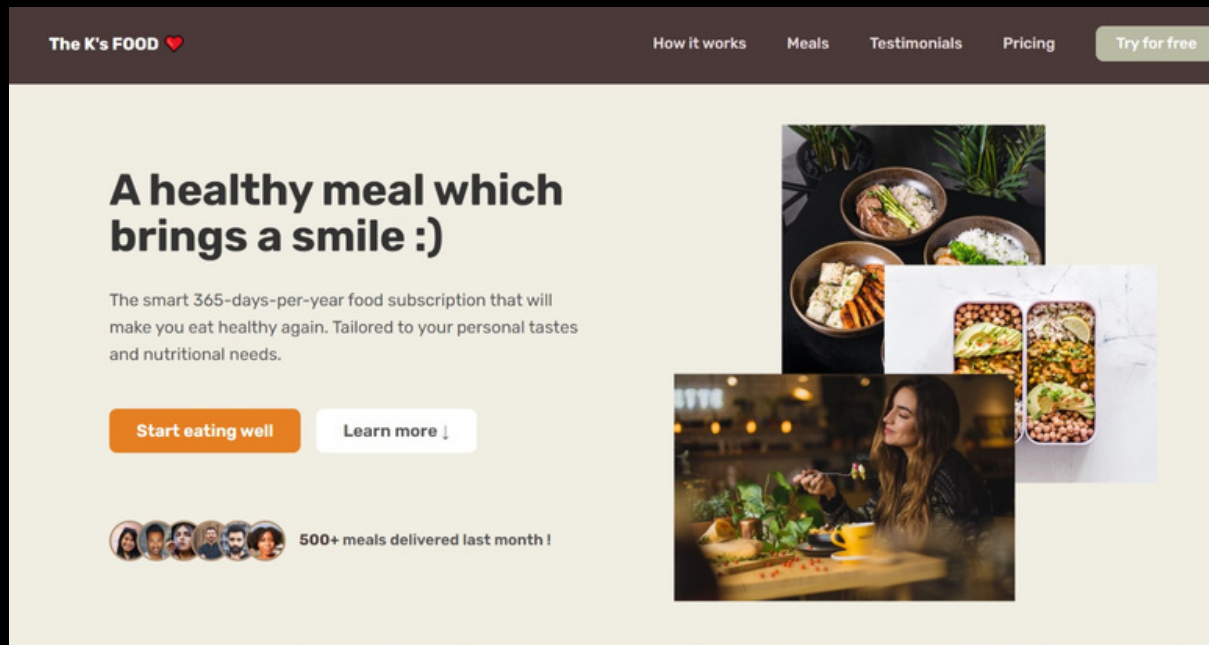 The K's FOOD ❤️
How it works
Meals
Testimonials
Pricing
Try for free
A healthy meal which
brings a smile :)
The smart 365-days-per-year food subscription that will
make you eat healthy again. Tailored to your personal tastes
and nutritional needs.
Start eating well
Learn more ↓
500+ meals delivered last month !